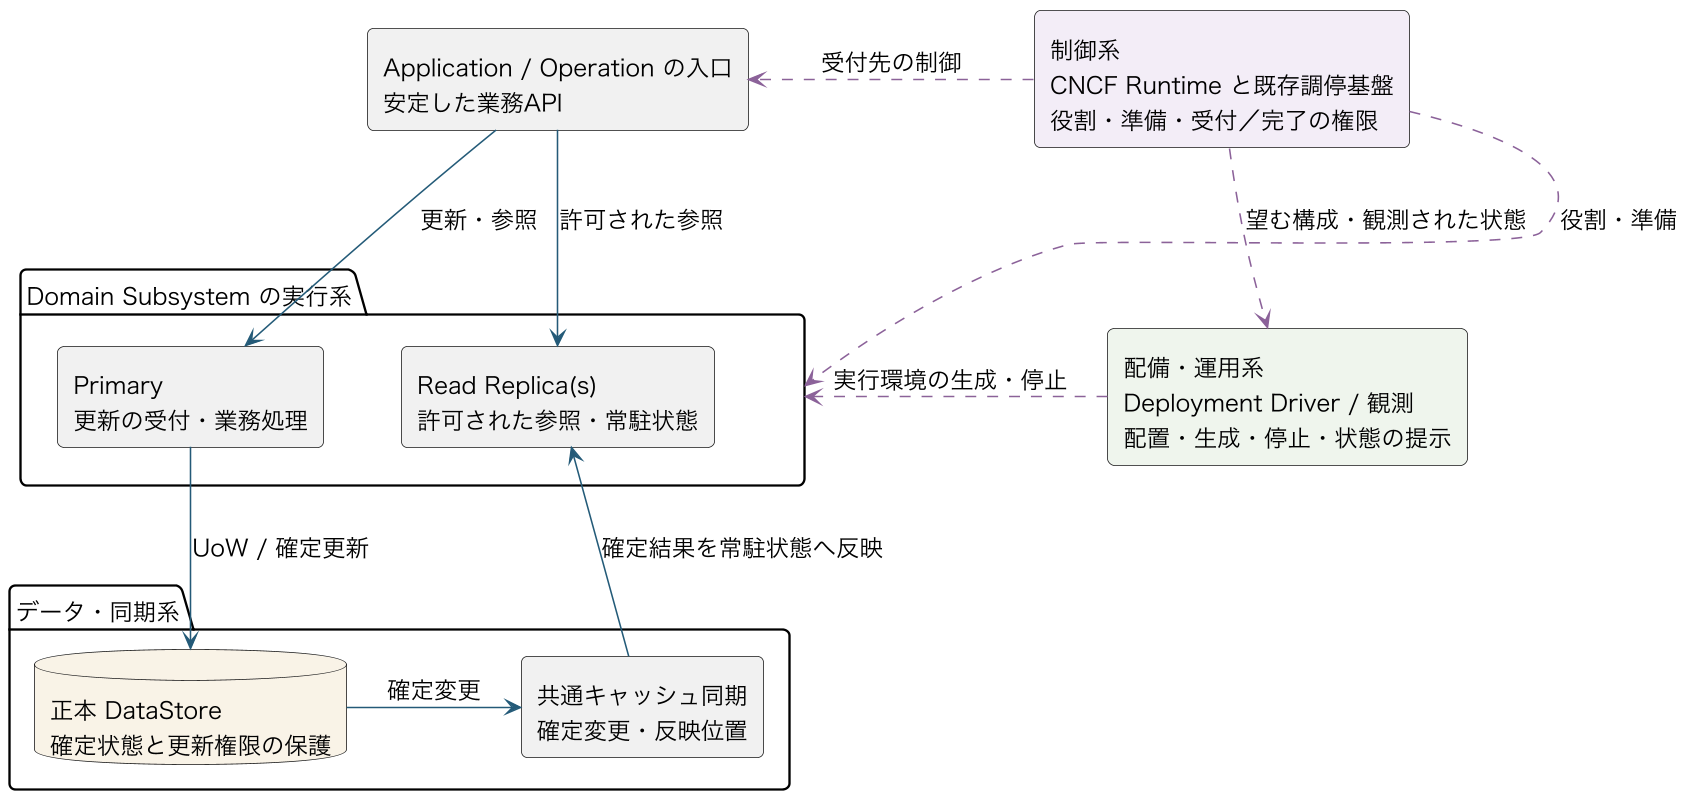 Application / Operation の入口
安定した業務API
受付先の制御
制御系
CNCF Runtime と既存調停基盤
役割・準備・受付／完了の権限
更新・参照
許可された参照
望む構成・観測された状態
役割・準備
Domain Subsystem の実行系
Primary
更新の受付・業務処理
Read Replica(s)
許可された参照・常駐状態
実行環境の生成・停止
配備・運用系
Deployment Driver / 観測
配置・生成・停止・状態の提示
UoW / 確定更新
確定結果を常駐状態へ反映
データ・同期系
正本 DataStore
確定状態と更新権限の保護
確定変更
共通キャッシュ同期
確定変更・反映位置